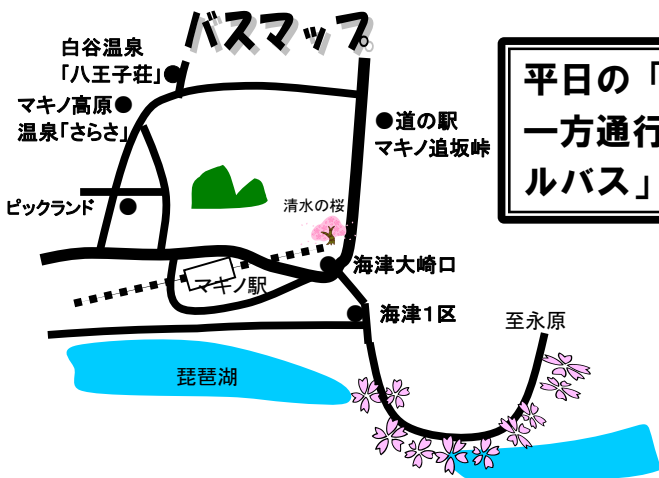 バスマップ
白谷温泉
「八王子荘」
マキノ高原
温泉「さらさ」
ピックランド
●道の駅
マキノ追坂峠
清水の桜
海津大崎口
マキノ駅
海津1区
至永原
琵琶湖
平日の「
一方通行
ルバス」